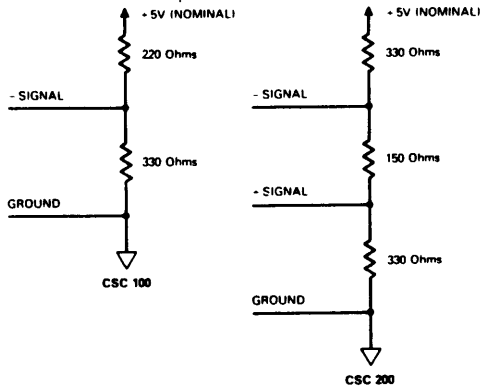 + 5V (NOMINAL)
220 Ohms
- SIGNAL
330 Ohms
GROUND
CSC 100
+ 5V (NOMINAL)
330 Ohms
- SIGNAL
150 Ohms
+ SIGNAL
330 Ohms
GROUND
CSC 200